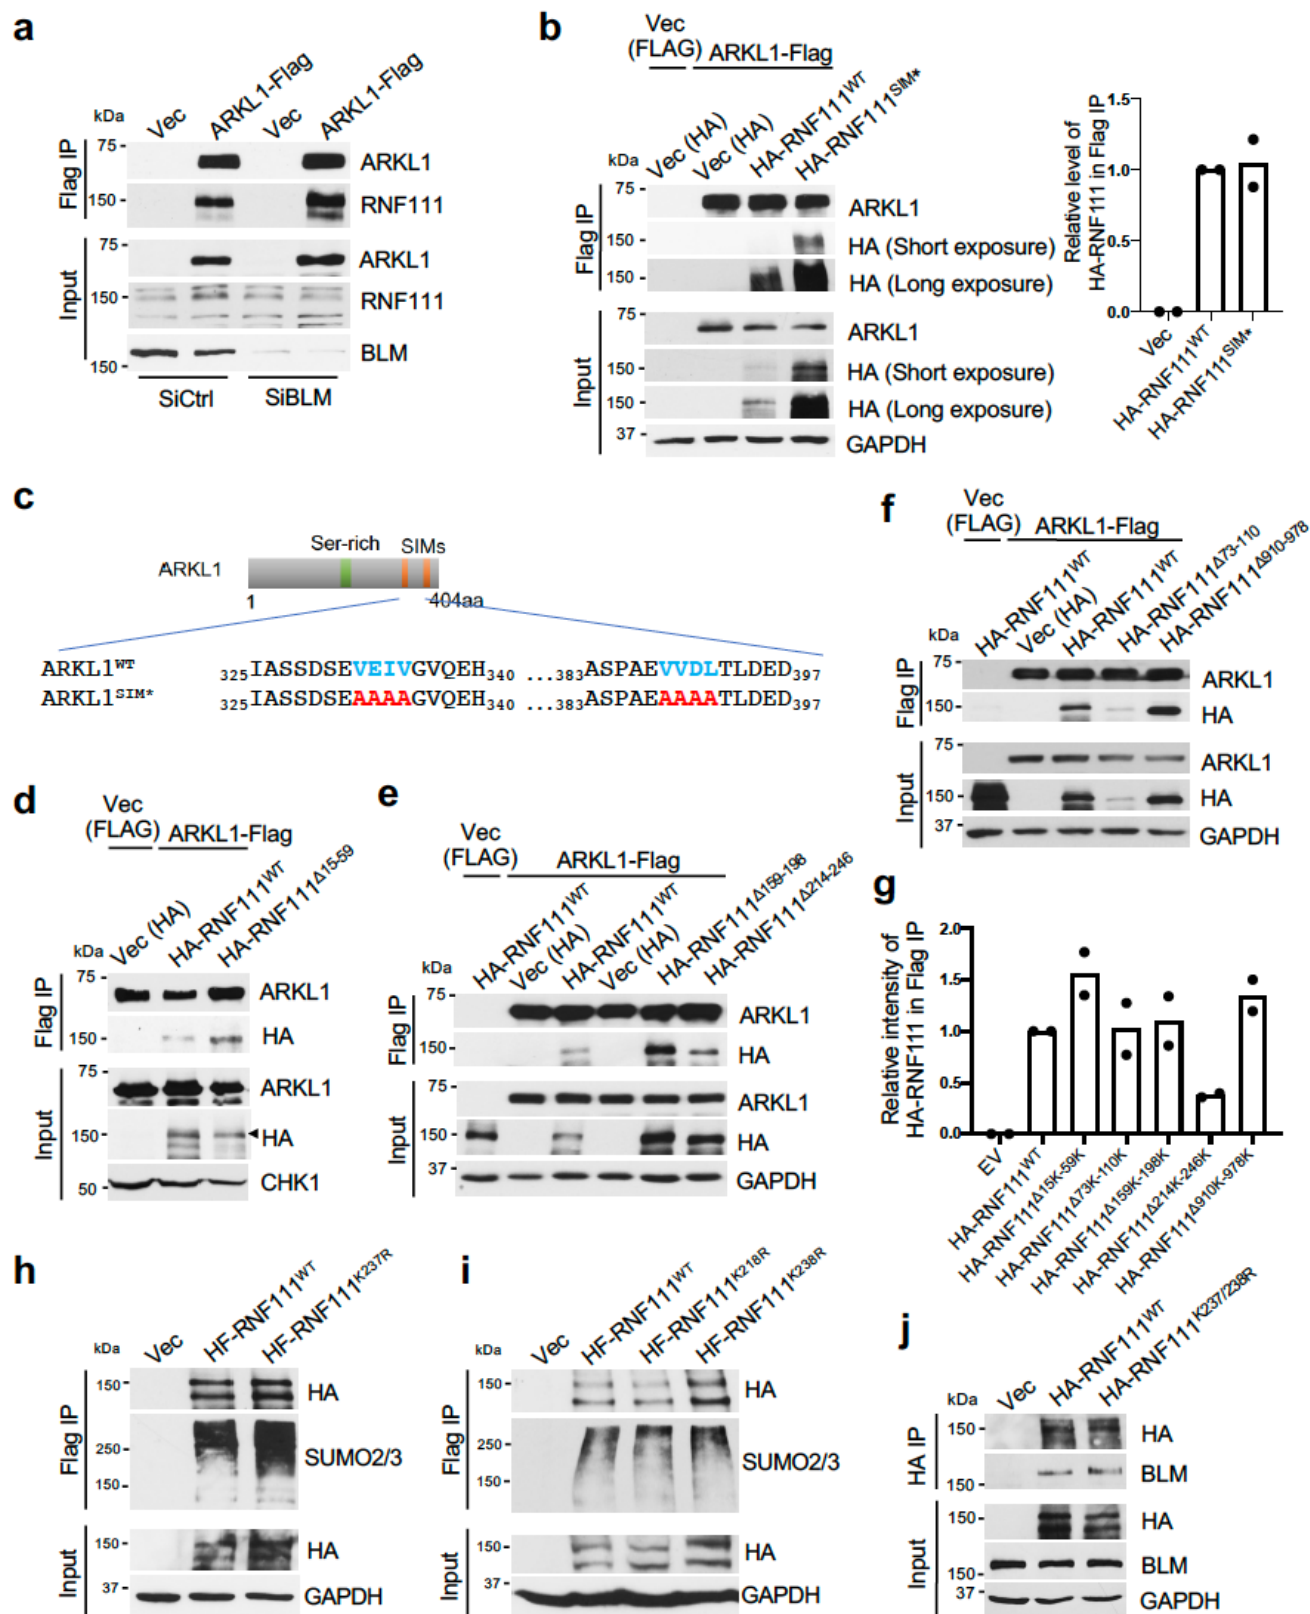 a
kDa
Vec
ARKL1-Flag
Vec
ARKL1-Flag
Flag IP
75
ARKL1
150
RNF111
Input
75
ARKL1
150
RNF111
150
BLM
SiCtrl
SiBLM
b
Vec
(FLAG)
ARKL1-Flag
kDa
Vec (HA)
Vec (HA)
HA-RNF111WT
HA-RNF111SIM*
Flag IP
75
ARKL1
150
HA (Short exposure)
150
HA (Long exposure)
Input
75
ARKL1
150
HA (Short exposure)
150
HA (Long exposure)
37
GAPDH
Relative level of
HA-RNF111 in Flag IP
1.5
1.0
0.5
0.0
Vec
HA-RNF111WT
HA-RNF111SIM*
c
Ser-rich
SIMs
ARKL1
1
404aa
ARKL1WT 325IASSDSEVEIVGVQEH340 ...383ASPAEVVDLTLDED397
ARKL1SIM* 325IASSDSEAAAAGVQEH340 ...383ASPAEAAAATLDED397
d
Vec
(FLAG)
ARKL1-Flag
kDa
Vec (HA)
HA-RNF111WT
HA-RNF111Δ15-59
Flag IP
75
ARKL1
150
HA
Input
75
ARKL1
150
HA
50
CHK1
e
Vec
(FLAG)
ARKL1-Flag
kDa
HA-RNF111WT
Vec (HA)
HA-RNF111WT
Vec (HA)
HA-RNF111Δ159-198
HA-RNF111Δ214-246
Flag IP
75
ARKL1
150
HA
Input
75
ARKL1
150
HA
37
GAPDH
f
Vec
(FLAG)
ARKL1-Flag
kDa
HA-RNF111WT
Vec (HA)
HA-RNF111WT
HA-RNF111Δ73-110
HA-RNF111Δ910-978
Flag IP
75
ARKL1
150
HA
Input
75
ARKL1
150
HA
37
GAPDH
g
Relative intensity of
HA-RNF111 in Flag IP
2.0
1.5
1.0
0.5
0.0
EV
HA-RNF111WT
HA-RNF111Δ15K-59K
HA-RNF111Δ73K-110K
HA-RNF111Δ159K-198K
HA-RNF111Δ214K-246K
HA-RNF111Δ910K-978K
h
kDa
Vec
HF-RNF111WT
HF-RNF111K237R
Flag IP
150
HA
250
SUMO2/3
150
Input
150
HA
37
GAPDH
i
kDa
Vec
HF-RNF111WT
HF-RNF111K218R
HF-RNF111K238R
Flag IP
150
HA
250
SUMO2/3
150
Input
150
HA
37
GAPDH
j
kDa
Vec
HA-RNF111WT
HA-RNF111K237/238R
HA IP
150
HA
150
BLM
Input
150
HA
150
BLM
37
GAPDH